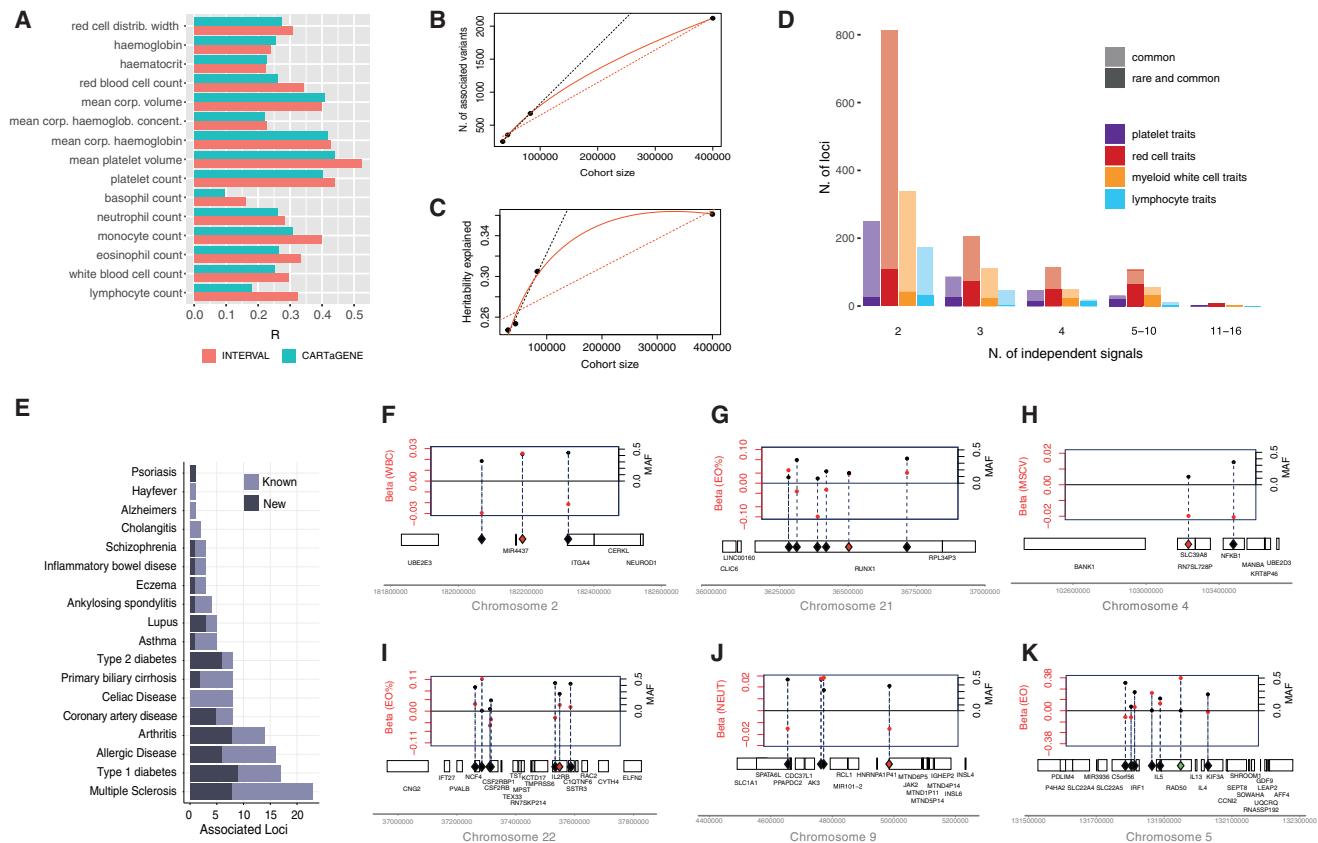 A
red cell distrib. width
haemoglobin
haematocrit
red blood cell count
mean corp. volume
mean corp. haemoglob. concent.
mean corp. haemoglobin
mean platelet volume
platelet count
basophil count
neutrophil count
monocyte count
eosinophil count
white blood cell count
lymphocyte count
0.0 0.1 0.2 0.3 0.4 0.5
R
INTERVAL CARTaGENE
B
N. of associated variants
500 1000 1500 2000
100000 200000 300000 400000
Cohort size
C
Heritability explained
0.26 0.30 0.34
100000 200000 300000 400000
Cohort size
D
N. of loci
800
600
400
200
0
2 3 4 5−10 11−16
N. of independent signals
common
rare and common
platelet traits
red cell traits
myeloid white cell traits
lymphocyte traits
E
Psoriasis
Hayfever
Alzheimers
Cholangitis
Schizophrenia
Inflammatory bowel disese
Eczema
Ankylosing spondylitis
Lupus
Asthma
Type 2 diabetes
Primary biliary cirrhosis
Celiac Disease
Coronary artery disease
Arthritis
Allergic Disease
Type 1 diabetes
Multiple Sclerosis
0 5 10 15 20
Associated Loci
Known
New
F
Beta (WBC)
−0.03 0.00 0.03
MAF
0.0 0.5
UBE2E3
MIR4437
ITGA4
CERKL
NEUROD1
181800000 182000000 182200000 182400000 182600000
Chromosome 2
G
Beta (EO%)
−0.10 0.00 0.10
MAF
0.0 0.5
LINC00160
CLIC6
RUNX1
RPL34P3
36000000 36250000 36500000 36750000 37000000
Chromosome 21
H
Beta (MSCV)
−0.02 0.00 0.02
MAF
0.0 0.5
BANK1
SLC39A8
RN7SL728P
NFKB1
MANBA
KRT8P46
UBE2D3
102600000 103000000 103400000
Chromosome 4
I
Beta (EO%)
−0.11 0.00 0.11
MAF
0.0 0.5
CNG2
IFT27
PVALB
NCF4
CSF2RBP1
CSF2RB
TST
MPST
TEX33
RN7SKP214
KCTD17
TMPRSS6
IL2RB
C1QTNF6
SSTR3
RAC2
CYTH4
ELFN2
37000000 37200000 37400000 37600000 37800000
Chromosome 22
J
Beta (NEUT)
−0.02 0.00 0.02
MAF
0.0 0.5
SLC1A1
SPATA6L
PPAPDC2
CDC37L1
AK3
RCL1
MIR101−2
HNRNPA1P41
MTND6P5
JAK2
MTND1P11
MTND5P14
IGHEP2
MTND4P14
INSL6
INSL4
4400000 4600000 4800000 5000000 5200000
Chromosome 9
K
Beta (EO)
−0.38 0.00 0.38
MAF
0.0 0.5
PDLIM4
P4HA2
SLC22A4
MIR3936
SLC22A5
C5orf56
IRF1
IL5
RAD50
IL13
IL4
KIF3A
SEPT8
CCNI2
SHROOM1
SOWAHA
GDF9
LEAP2
UQCRQ
RNA5SP192
AFF4
131500000 131700000 131900000 132100000 132300000
Chromosome 5